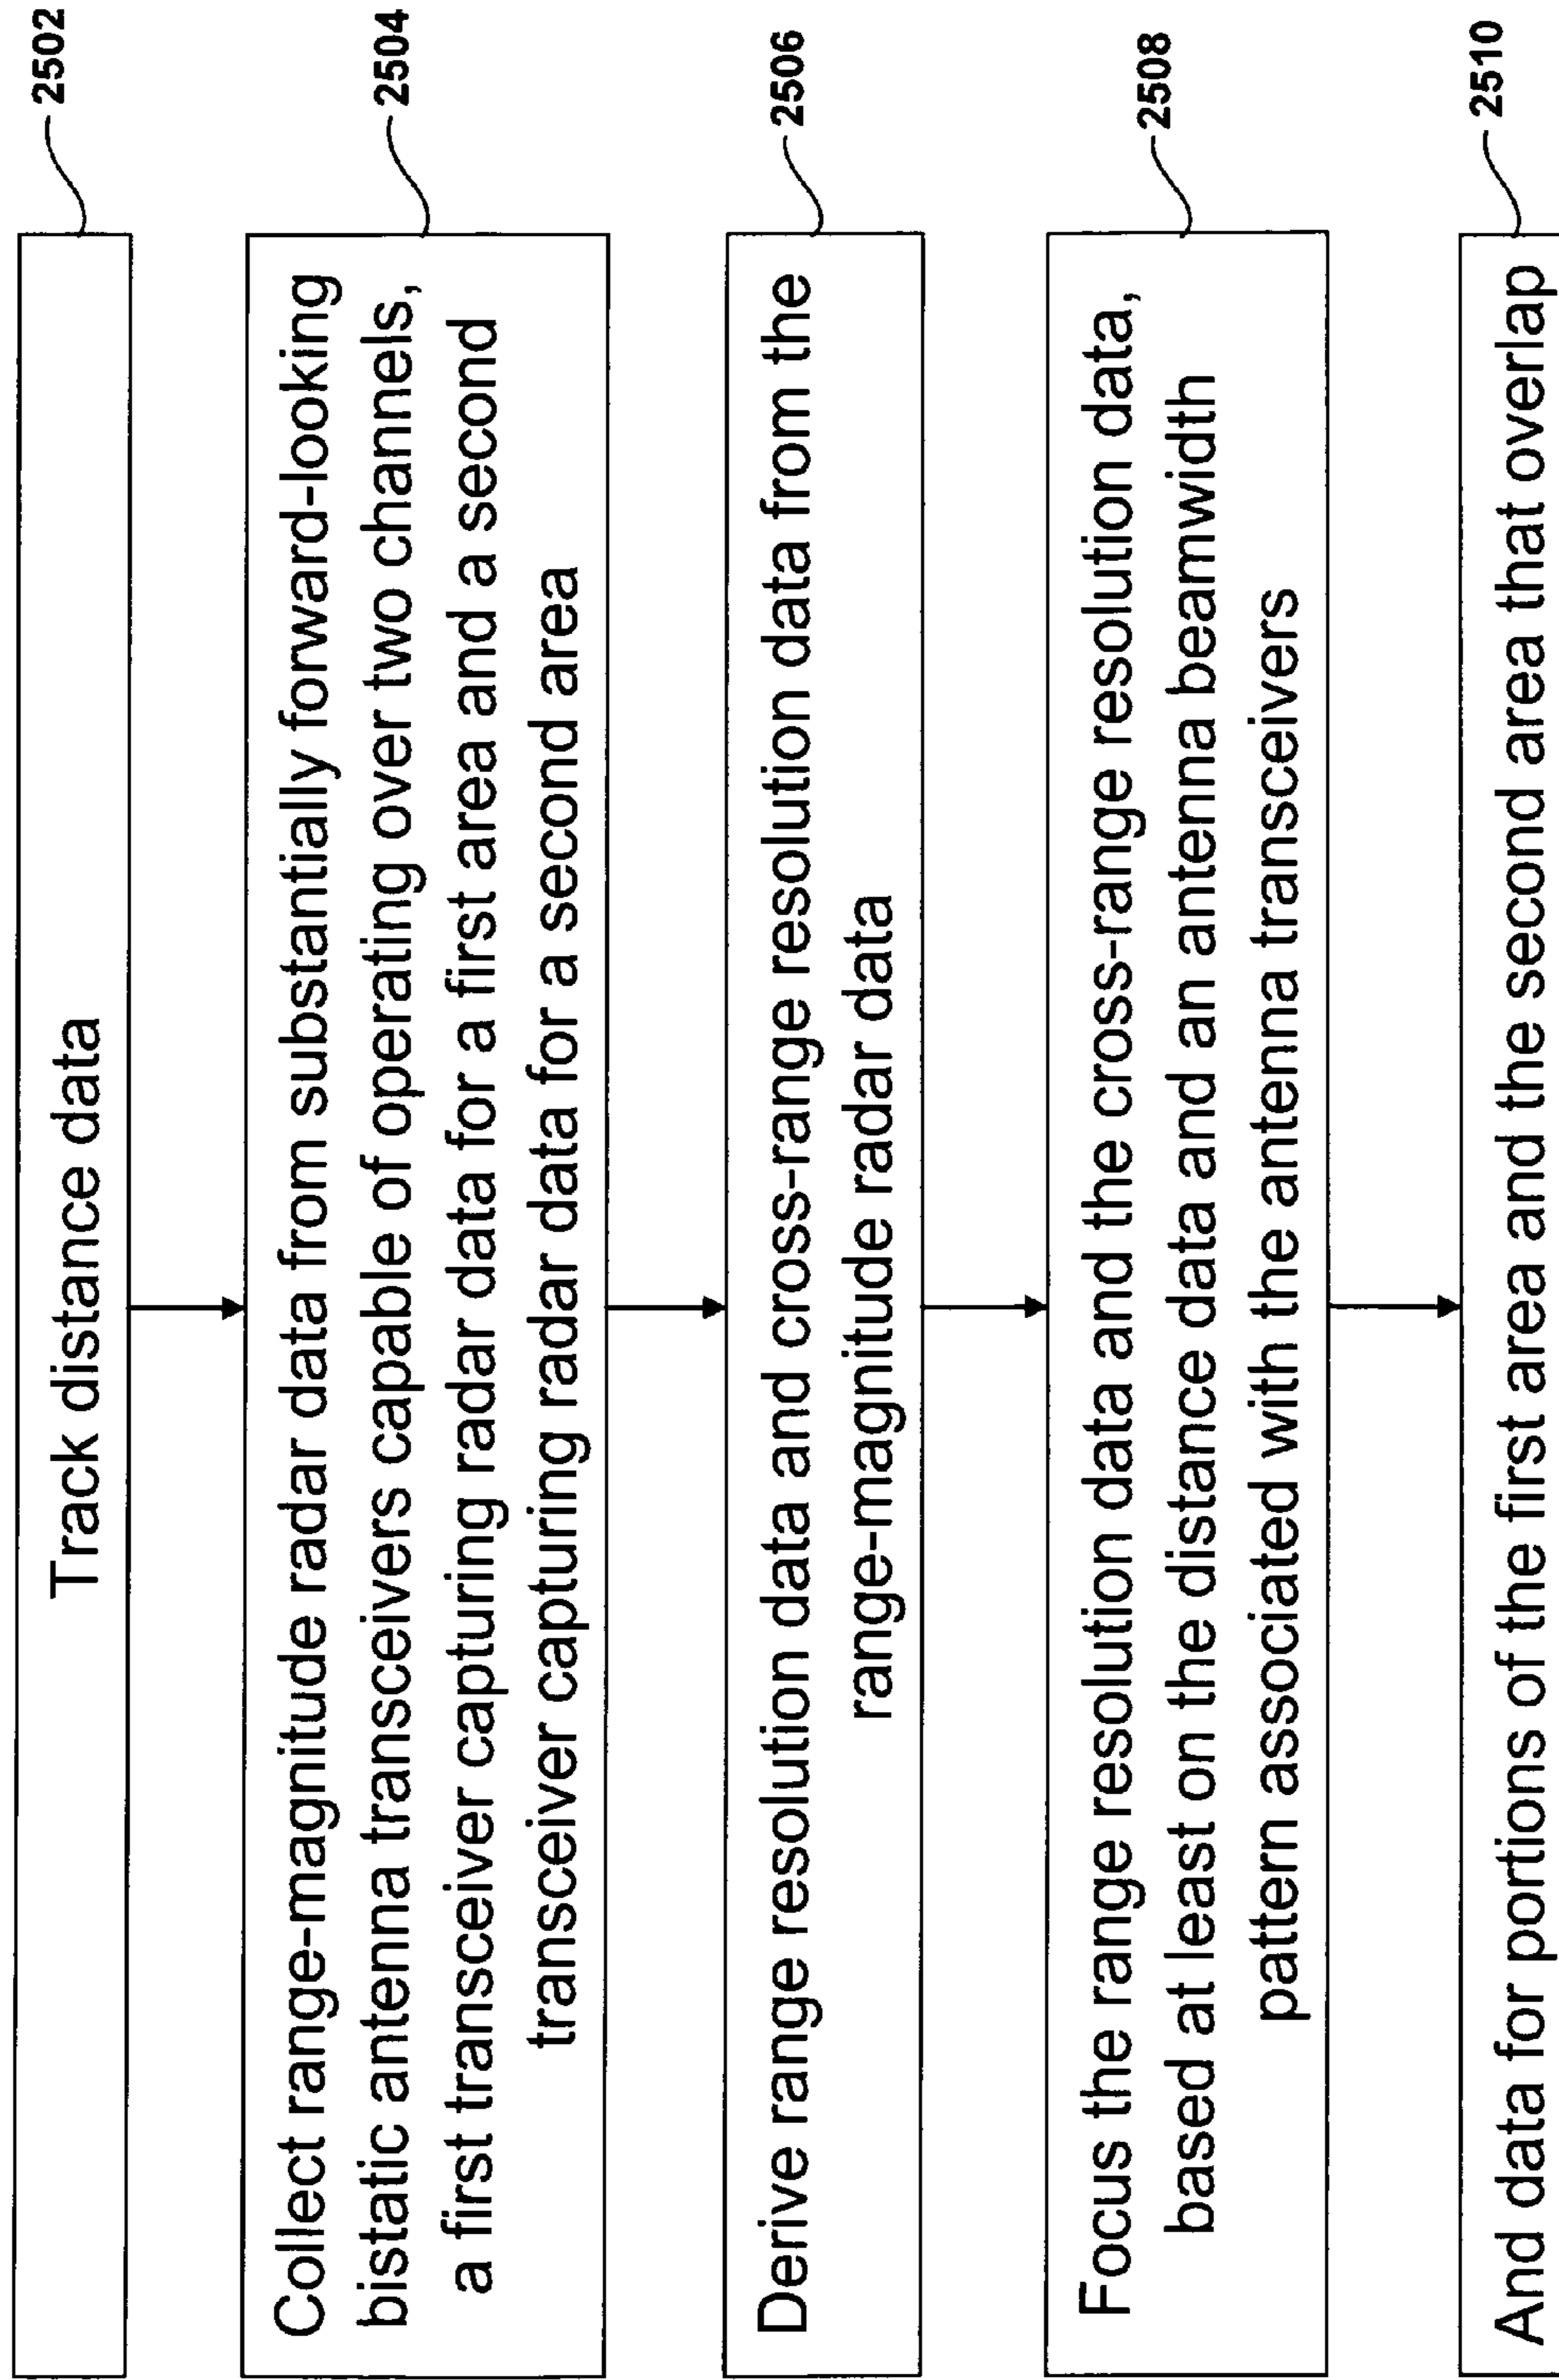 Track distance data
2502
Collect range-magnitude radar data from substantially forward-looking
bistatic antenna transceivers capable of operating over two channels,
a first transceiver capturing radar data for a first area and a second
transceiver capturing radar data for a second area
2504
Derive range resolution data and cross-range resolution data from the
range-magnitude radar data
2506
Focus the range resolution data and the cross-range resolution data,
based at least on the distance data and an antenna beamwidth
pattern associated with the antenna transceivers
2508
And data for portions of the first area and the second area that overlap
2510